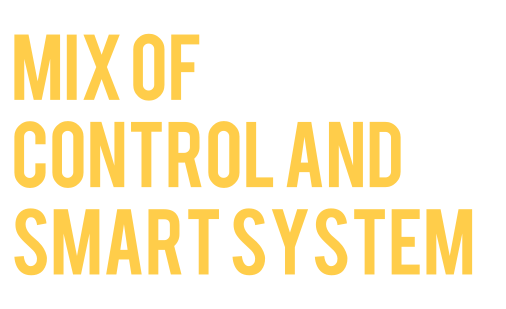 MIX OF
CONTROL AND
SMART SYSTEM